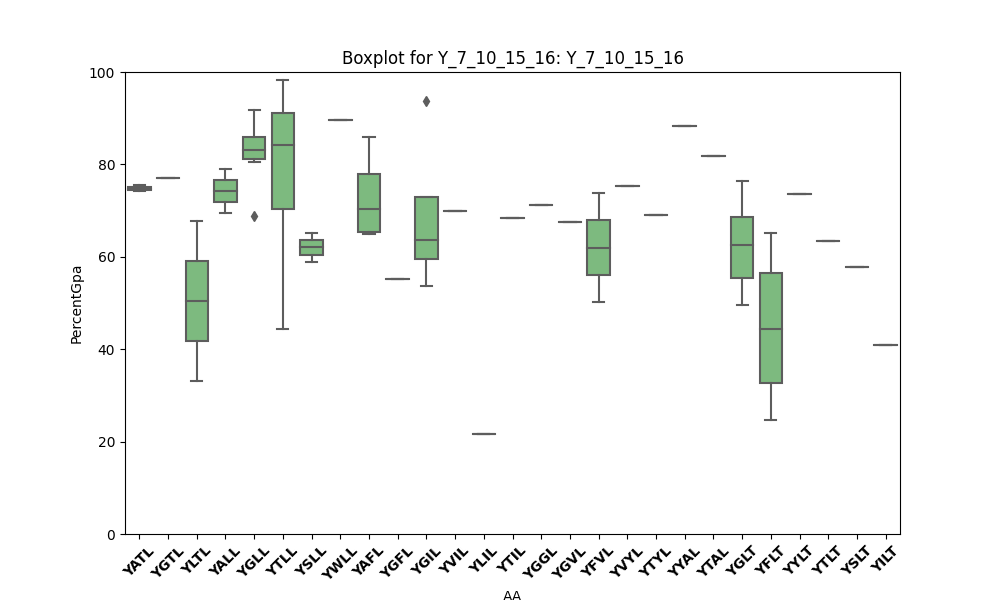 Boxplot for Y_7_10_15_16: Y_7_10_15_16
100
80
60
40
20
0
PercentGpa
YATL YGTL YLTL YALL YGLL YTLL YSLL YWLL YAFL YGFL YGIL YVIL YLIL YTIL YGGL YGVL YFVL YVYL YTYL YYAL YTAL YGLT YFLT YYLT YTLT YSLT YILT
AA